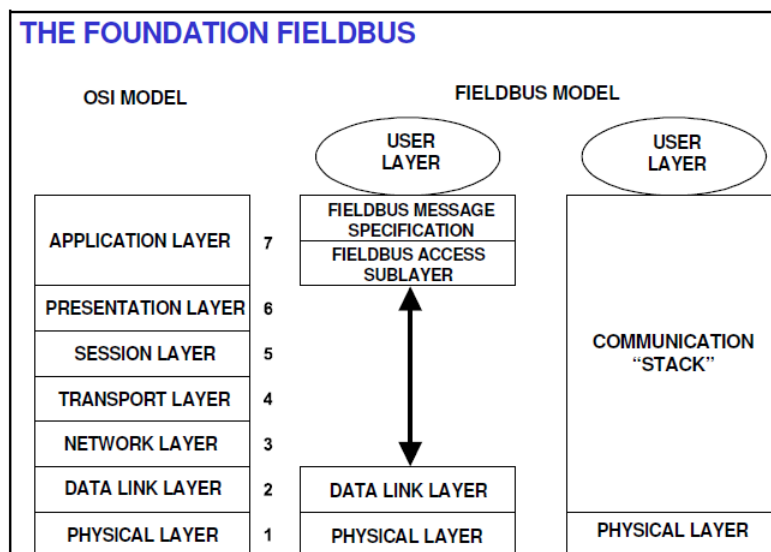 THE FOUNDATION FIELDBUS
OSI MODEL
FIELDBUS MODEL
USER
LAYER
USER
LAYER
APPLICATION LAYER
7
FIELDBUS MESSAGE
SPECIFICATION
FIELDBUS ACCESS
SUBLAYER
PRESENTATION LAYER
6
SESSION LAYER
5
COMMUNICATION
“STACK”
TRANSPORT LAYER
4
NETWORK LAYER
3
DATA LINK LAYER
2
DATA LINK LAYER
PHYSICAL LAYER
1
PHYSICAL LAYER
PHYSICAL LAYER